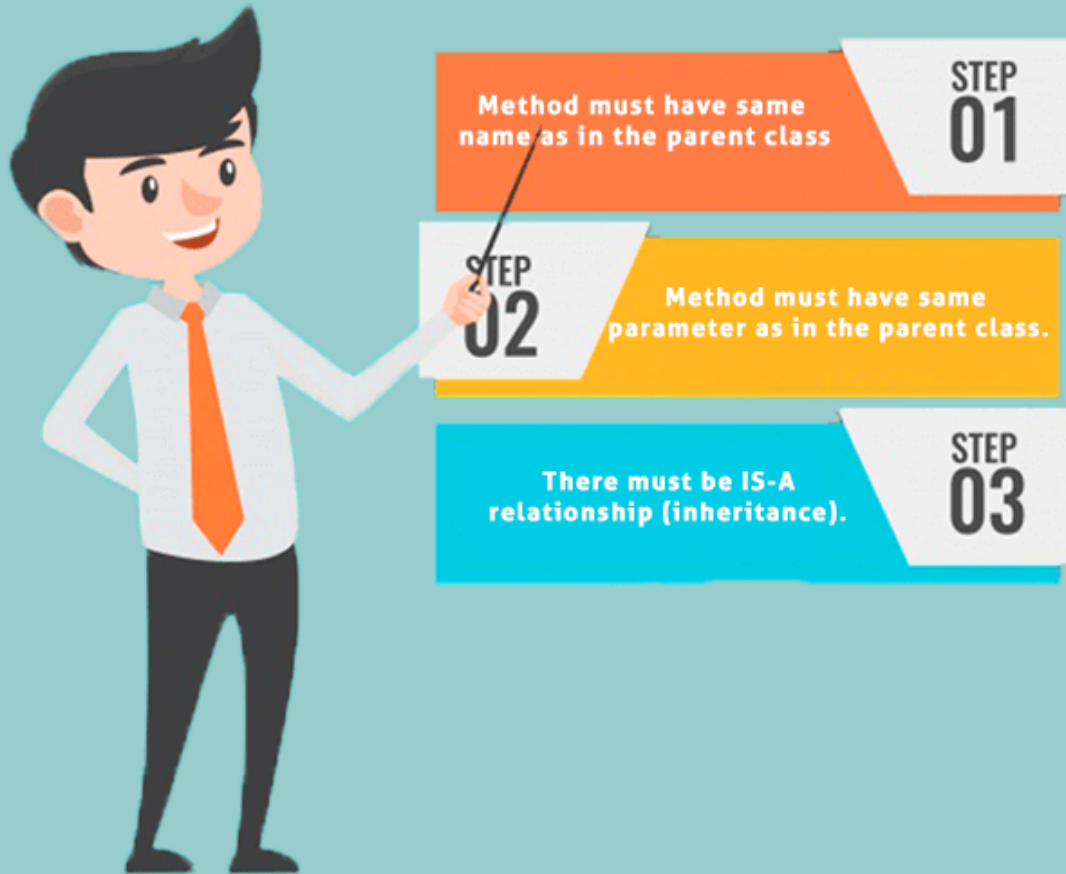 Method must have same
name as in the parent class
STEP
01
STEP
02
Method must have same
parameter as in the parent class.
There must be IS-A
relationship (inheritance).
STEP
03